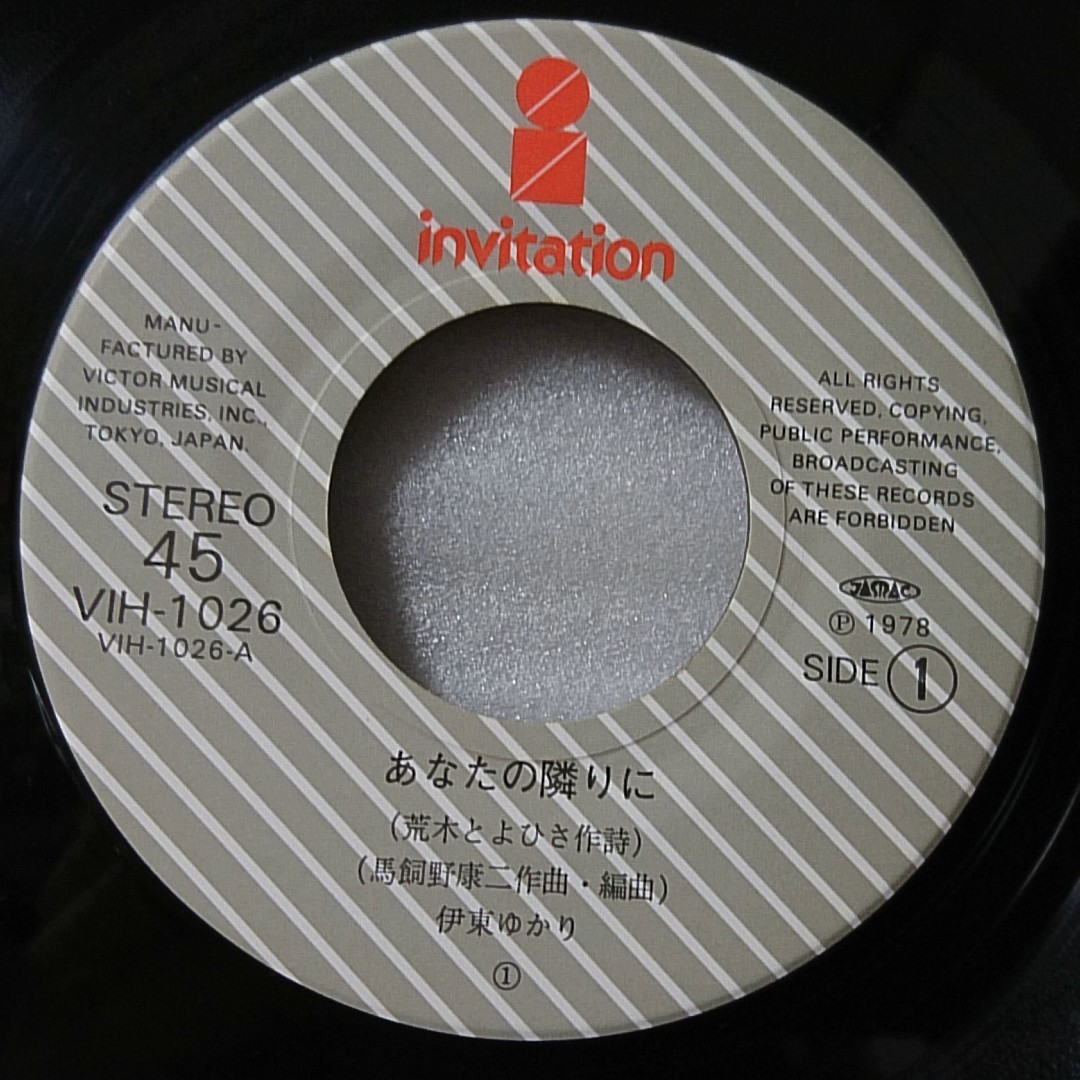 invitation
MANU-
FACTURED BY
VICTOR MUSICAL
INDUSTRIES, INC.,
TOKYO, JAPAN.
STEREO
45
VIH-1026
VIH-1026-A
ALL RIGHTS
RESERVED, COPYING,
PUBLIC PERFORMANCE,
BROADCASTING
OF THESE RECORDS
ARE FORBIDDEN
JASRAC
Ⓟ 1978
SIDE 1
あなたの隣りに
(荒木とよひさ作詩)
(馬飼野康二作曲・編曲)
伊東ゆかり
①